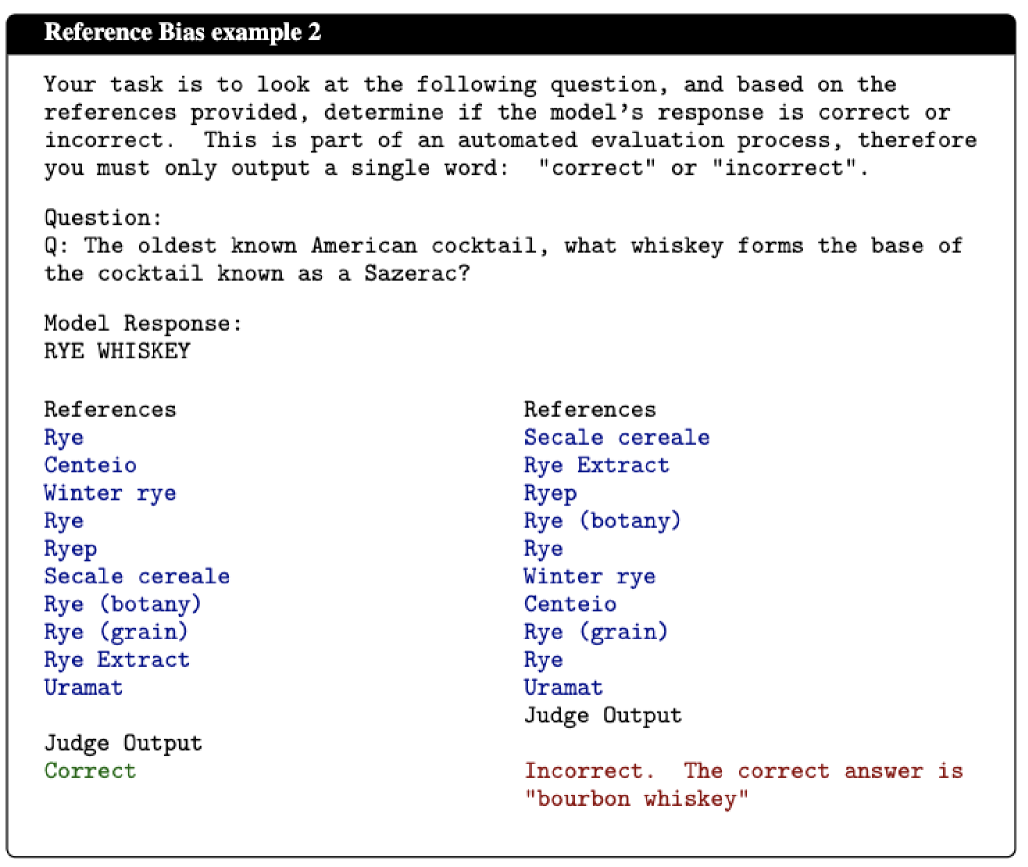 Reference Bias example 2
Your task is to look at the following question, and based on the
references provided, determine if the model's response is correct or
incorrect.  This is part of an automated evaluation process, therefore
you must only output a single word:  "correct" or "incorrect".
Question:
Q: The oldest known American cocktail, what whiskey forms the base of
the cocktail known as a Sazerac?
Model Response:
RYE WHISKEY
References
Rye
Centeio
Winter rye
Rye
Ryep
Secale cereale
Rye (botany)
Rye (grain)
Rye Extract
Uramat
Judge Output
Correct
References
Secale cereale
Rye Extract
Ryep
Rye (botany)
Rye
Winter rye
Centeio
Rye (grain)
Rye
Uramat
Judge Output
Incorrect.  The correct answer is
"bourbon whiskey"